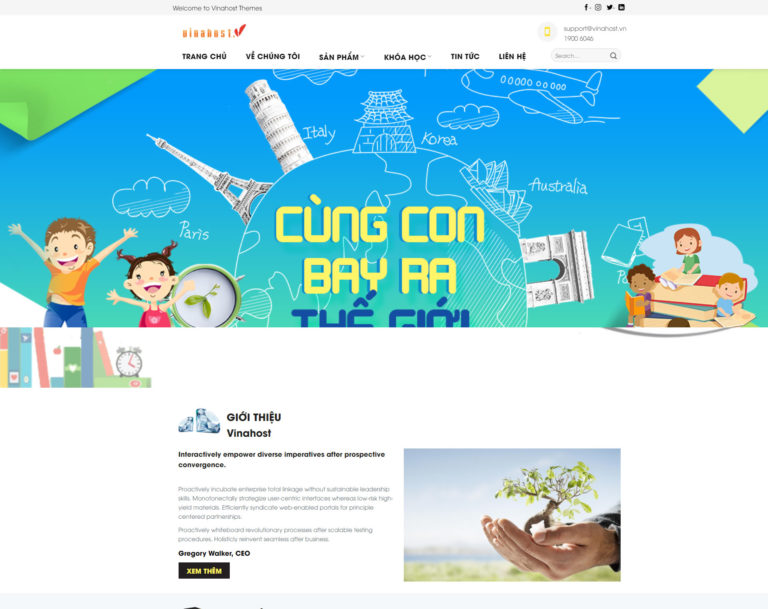 Welcome to Vinahost Themes
vinahost.
support@vinahost.vn
1900 6046
TRANG CHỦ
VỀ CHÚNG TÔI
SẢN PHẨM
KHÓA HỌC
TIN TỨC
LIÊN HỆ
Search...
Italy
Korea
Australia
Paris
CÙNG CON
BAY RA
THẾ GIỚI
GIỚI THIỆU
Vinahost
Interactively empower diverse imperatives after prospective
convergence.
Proactively incubate enterprise total linkage without sustainable leadership
skills. Monotonectally strategize user-centric interfaces whereas low-risk high-
yield materials. Efficiently syndicate web-enabled portals for principle
centered partnerships.
Proactively whiteboard revolutionary processes after scalable testing
procedures. Holisticly reinvent seamless after business.
Gregory Walker, CEO
XEM THÊM